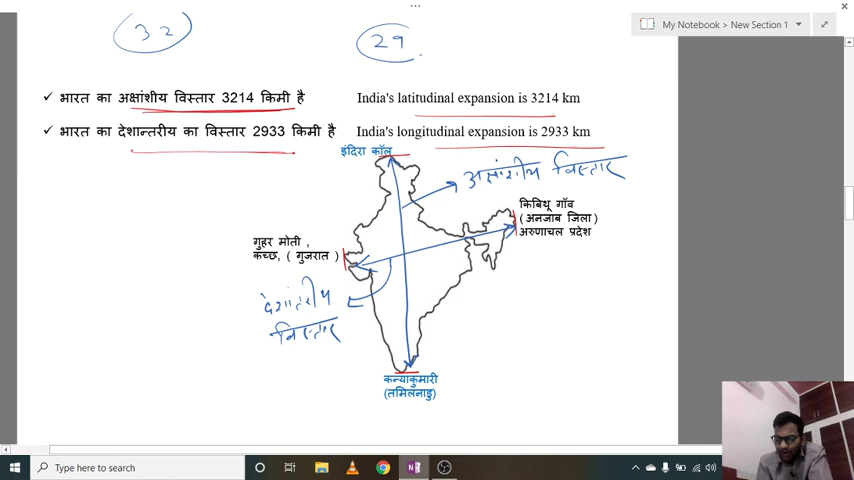 My Notebook > New Section 1
32
29
✓ भारत का अक्षांशीय विस्तार 3214 किमी है
India's latitudinal expansion is 3214 km
✓ भारत का देशान्तरीय का विस्तार 2933 किमी है
India's longitudinal expansion is 2933 km
इंदिरा कॉल
अक्षांशीय विस्तार
किबिथू गाँव
(अनजाब जिला)
अरुणाचल प्रदेश
गुहर मोती ,
कच्छ, ( गुजरात )
देशांतरीय
विस्तार
कन्याकुमारी
(तमिलनाडु)
Type here to search